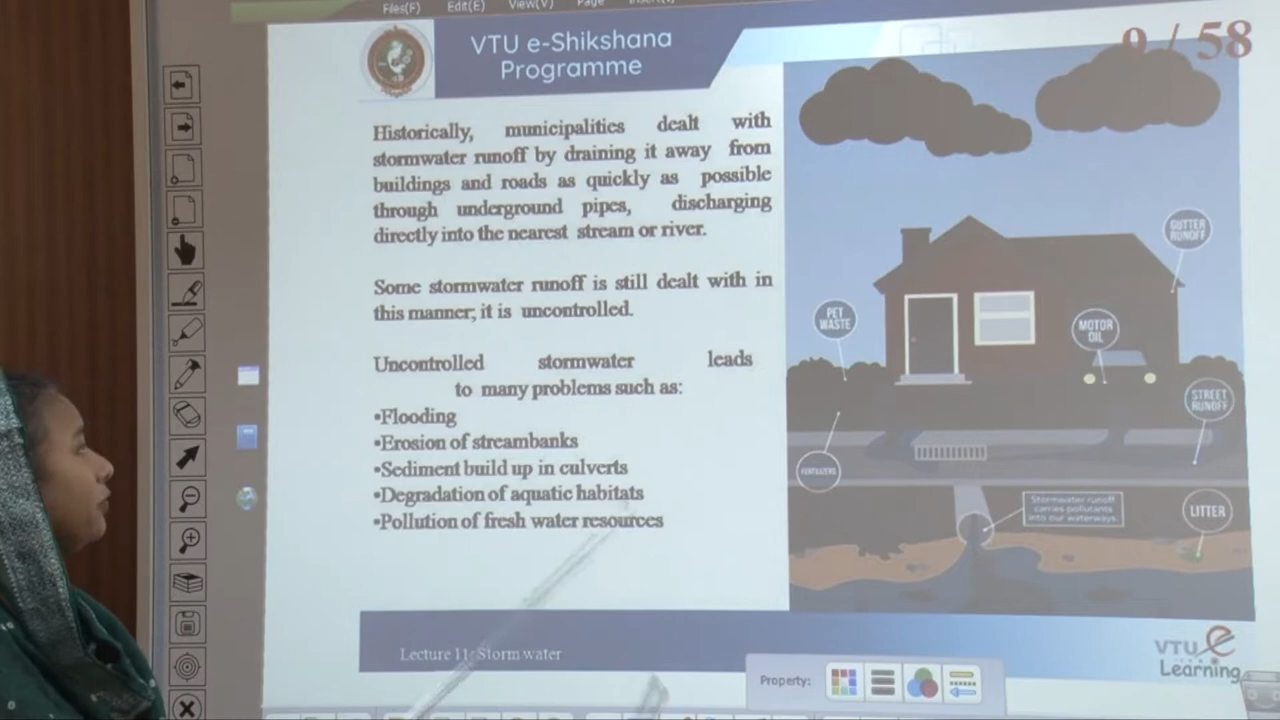 Files(F) Edit(E) View(V) Page Insert(I)
VTU e-Shikshana
Programme
9 / 58
Historically, municipalities dealt with
stormwater runoff by draining it away from
buildings and roads as quickly as possible
through underground pipes, discharging
directly into the nearest stream or river.
Some stormwater runoff is still dealt with in
this manner, it is uncontrolled.
Uncontrolled stormwater leads
to many problems such as:
•Flooding
•Erosion of streambanks
•Sediment build up in culverts
•Degradation of aquatic habitats
•Pollution of fresh water resources
GUTTER
RUNOFF
PET
WASTE
MOTOR
OIL
STREET
RUNOFF
FERTILIZERS
Stormwater runoff
carries pollutants
into our waterways.
LITTER
Lecture 11: Storm water
VTU e
Learning
Property: